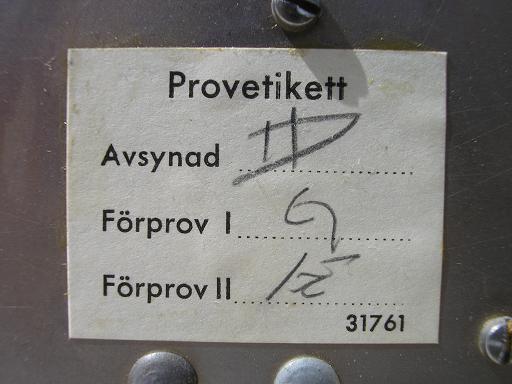 Provetikett
Avsynad
Förprov I
Förprov II
31761